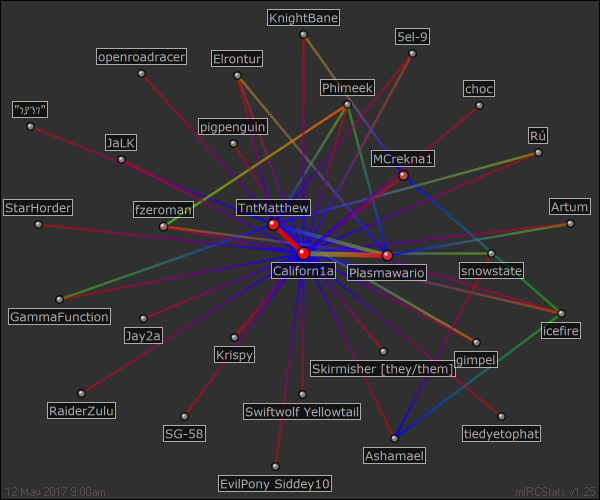 KnightBane
5el-9
openroadracer
Elrontur
Phimeek
choc
pigpenguin
Rú
JaLK
MCrekna1
StarHorder
fzeroman
TntMatthew
Artum
Californ1a
Plasmawario
snowstate
GammaFunction
Jay2a
icefire
Krispy
Skirmisher [they/them]
gimpel
RaiderZulu
Swiftwolf Yellowtail
SG-58
tiedyetophat
Ashamael
EvilPony Siddey10
12 May 2017 9:00am
mIRCStats v1.25